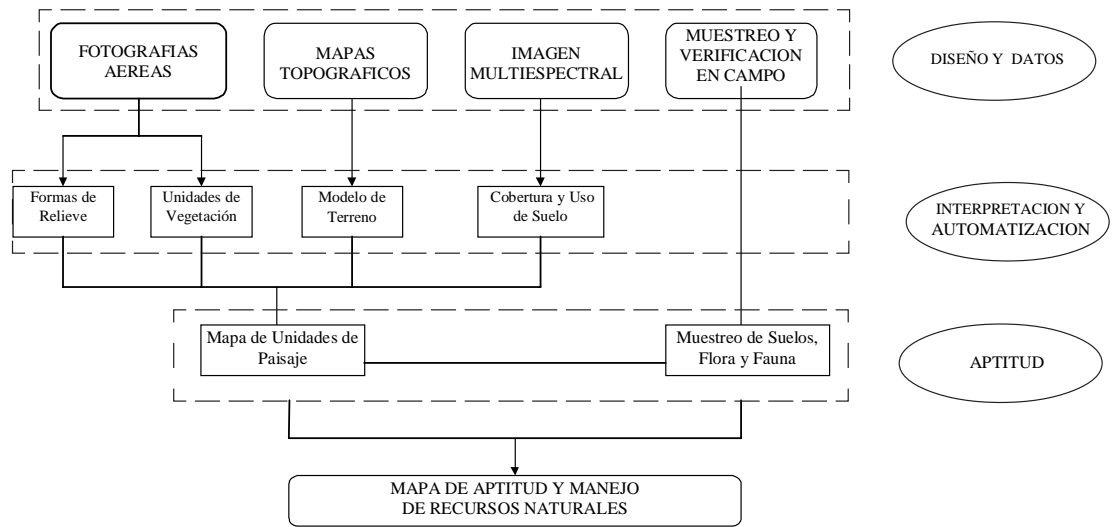 FOTOGRAFIAS
AEREAS
MAPAS
TOPOGRAFICOS
IMAGEN
MULTIESPECTRAL
MUESTREO Y
VERIFICACION
EN CAMPO
DISEÑO Y DATOS
Formas de
Relieve
Unidades de
Vegetación
Modelo de
Terreno
Cobertura y Uso
de Suelo
INTERPRETACION Y
AUTOMATIZACION
Mapa de Unidades de
Paisaje
Muestreo de Suelos,
Flora y Fauna
APTITUD
MAPA DE APTITUD Y MANEJO
DE RECURSOS NATURALES